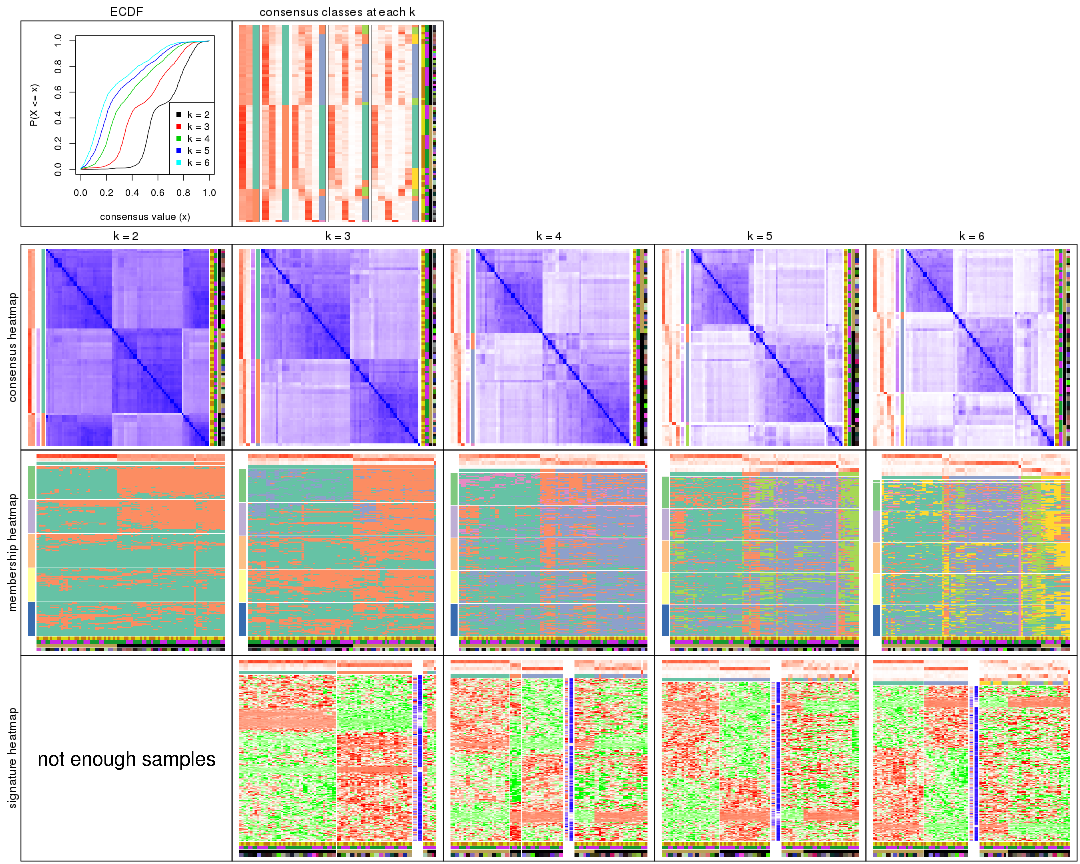 ECDF
consensus classes at each k
P(X <= x)
0.0 0.2 0.4 0.6 0.8 1.0
k = 2
k = 3
k = 4
k = 5
k = 6
0.0 0.2 0.4 0.6 0.8 1.0
consensus value (x)
k = 2
k = 3
k = 4
k = 5
k = 6
consensus heatmap
membership heatmap
signature heatmap
not enough samples